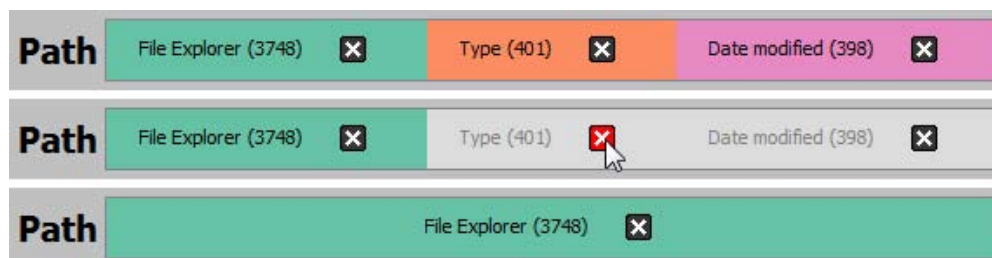 Path File Explorer (3748) Type (401) Date modified (398)
Path File Explorer (3748) Type (401) Date modified (398)
Path File Explorer (3748)